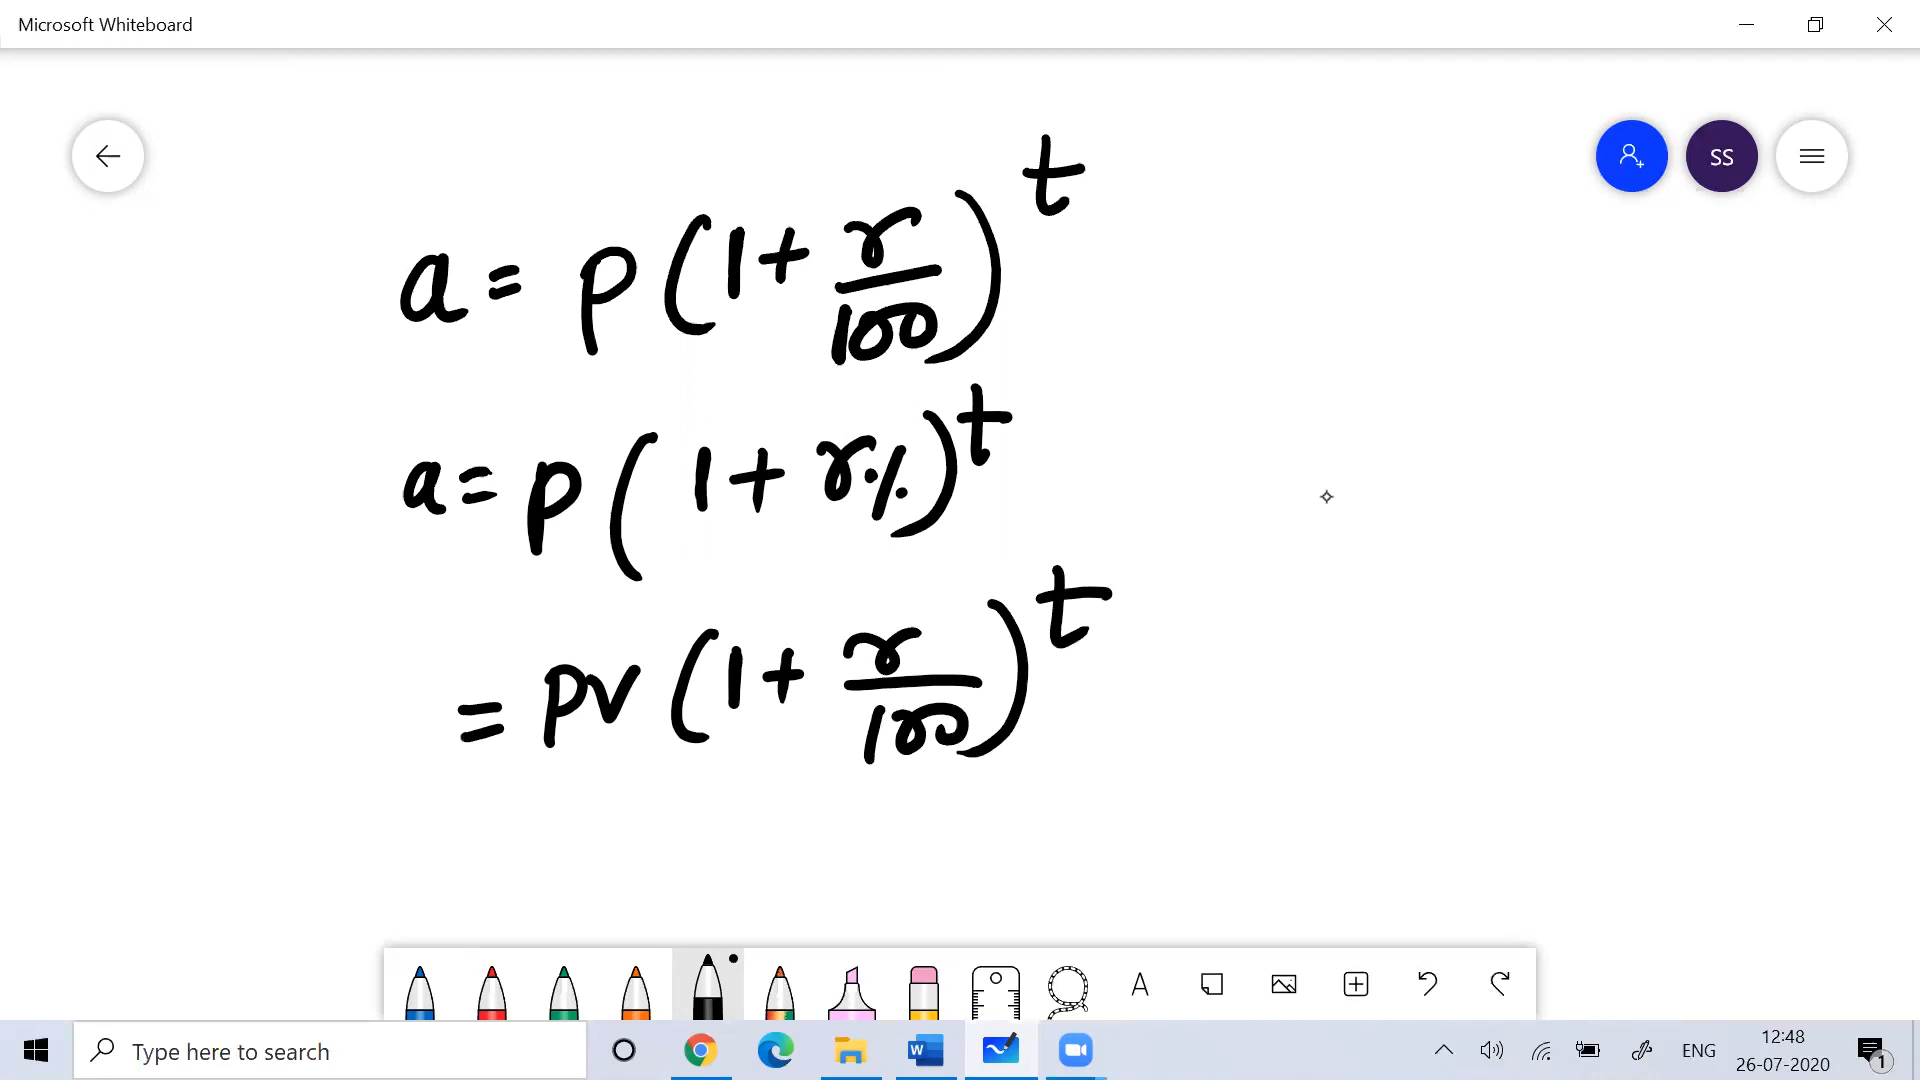 Microsoft Whiteboard
SS
a = p(1 + r/100)^t
a = p(1 + r%)^t
= pv(1 + r/100)^t
A
Type here to search
W
ENG
12:48
26-07-2020
1